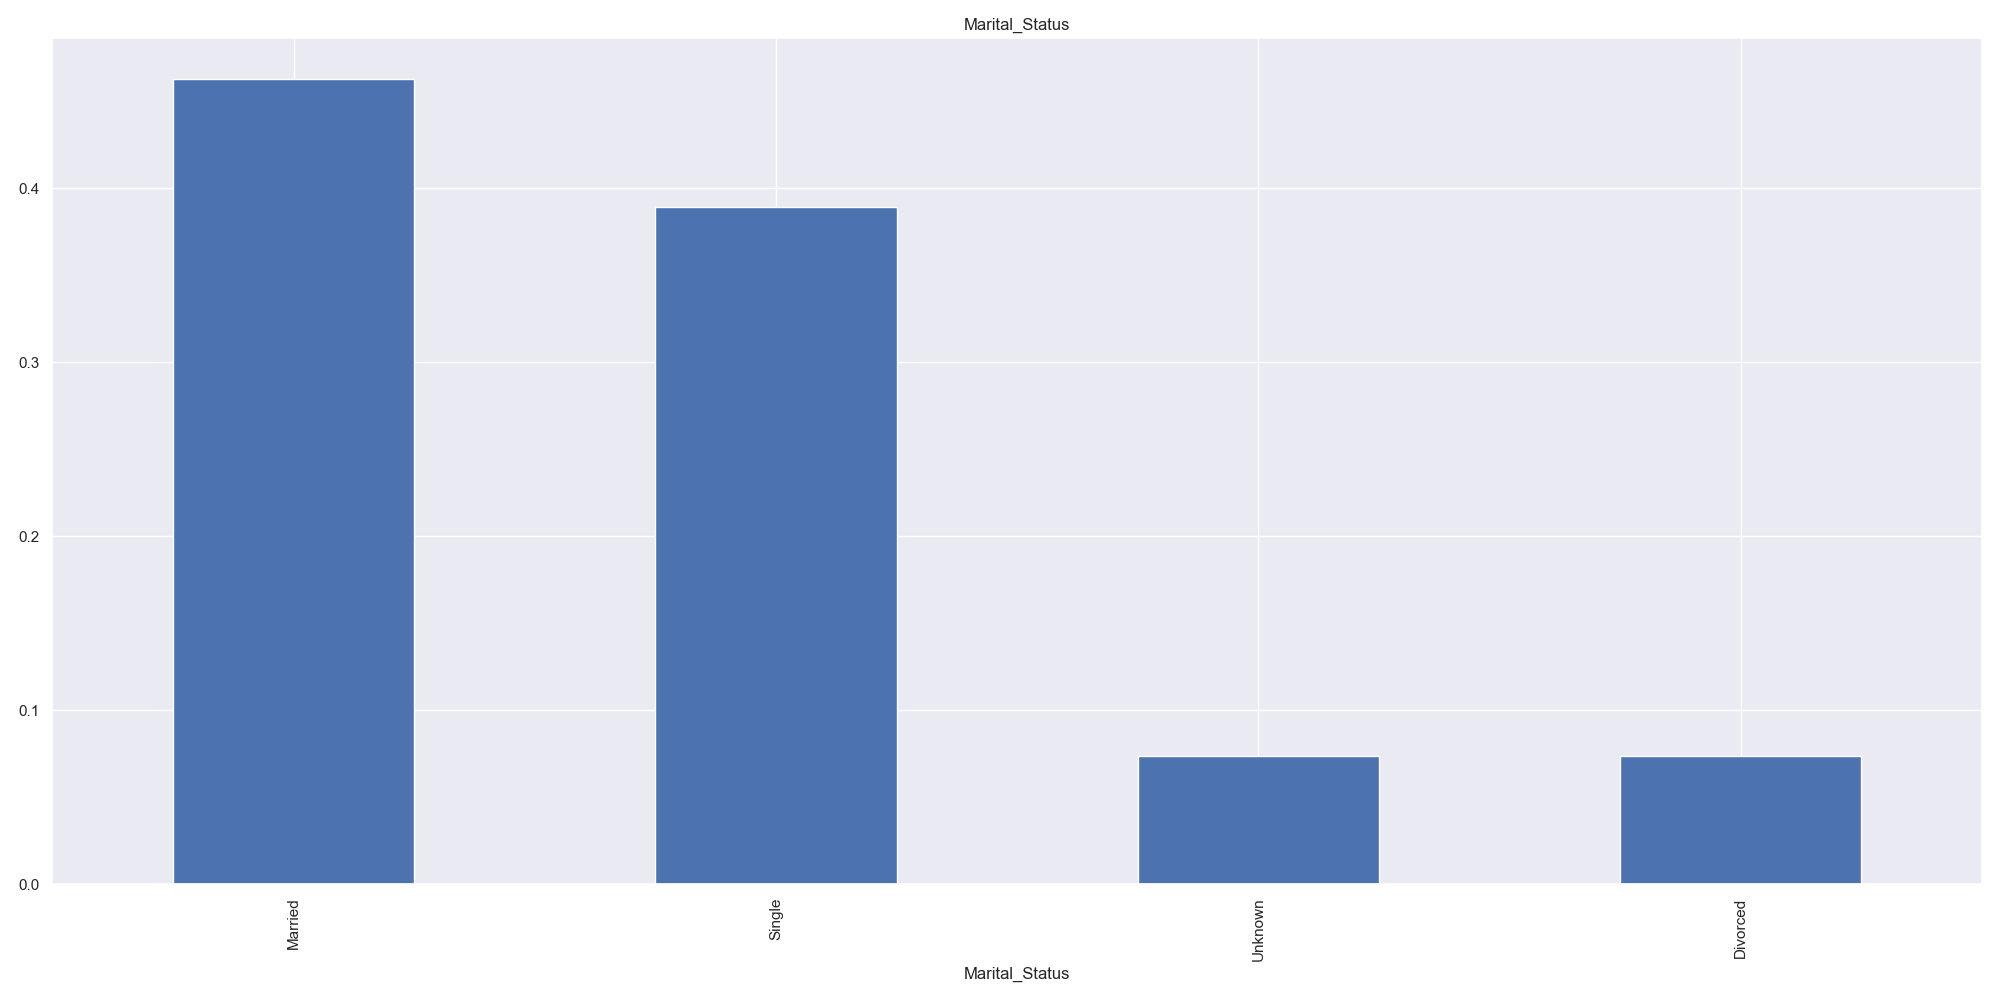 Marital_Status
0.4
0.3
0.2
0.1
0.0
Married
Single
Unknown
Divorced
Marital_Status